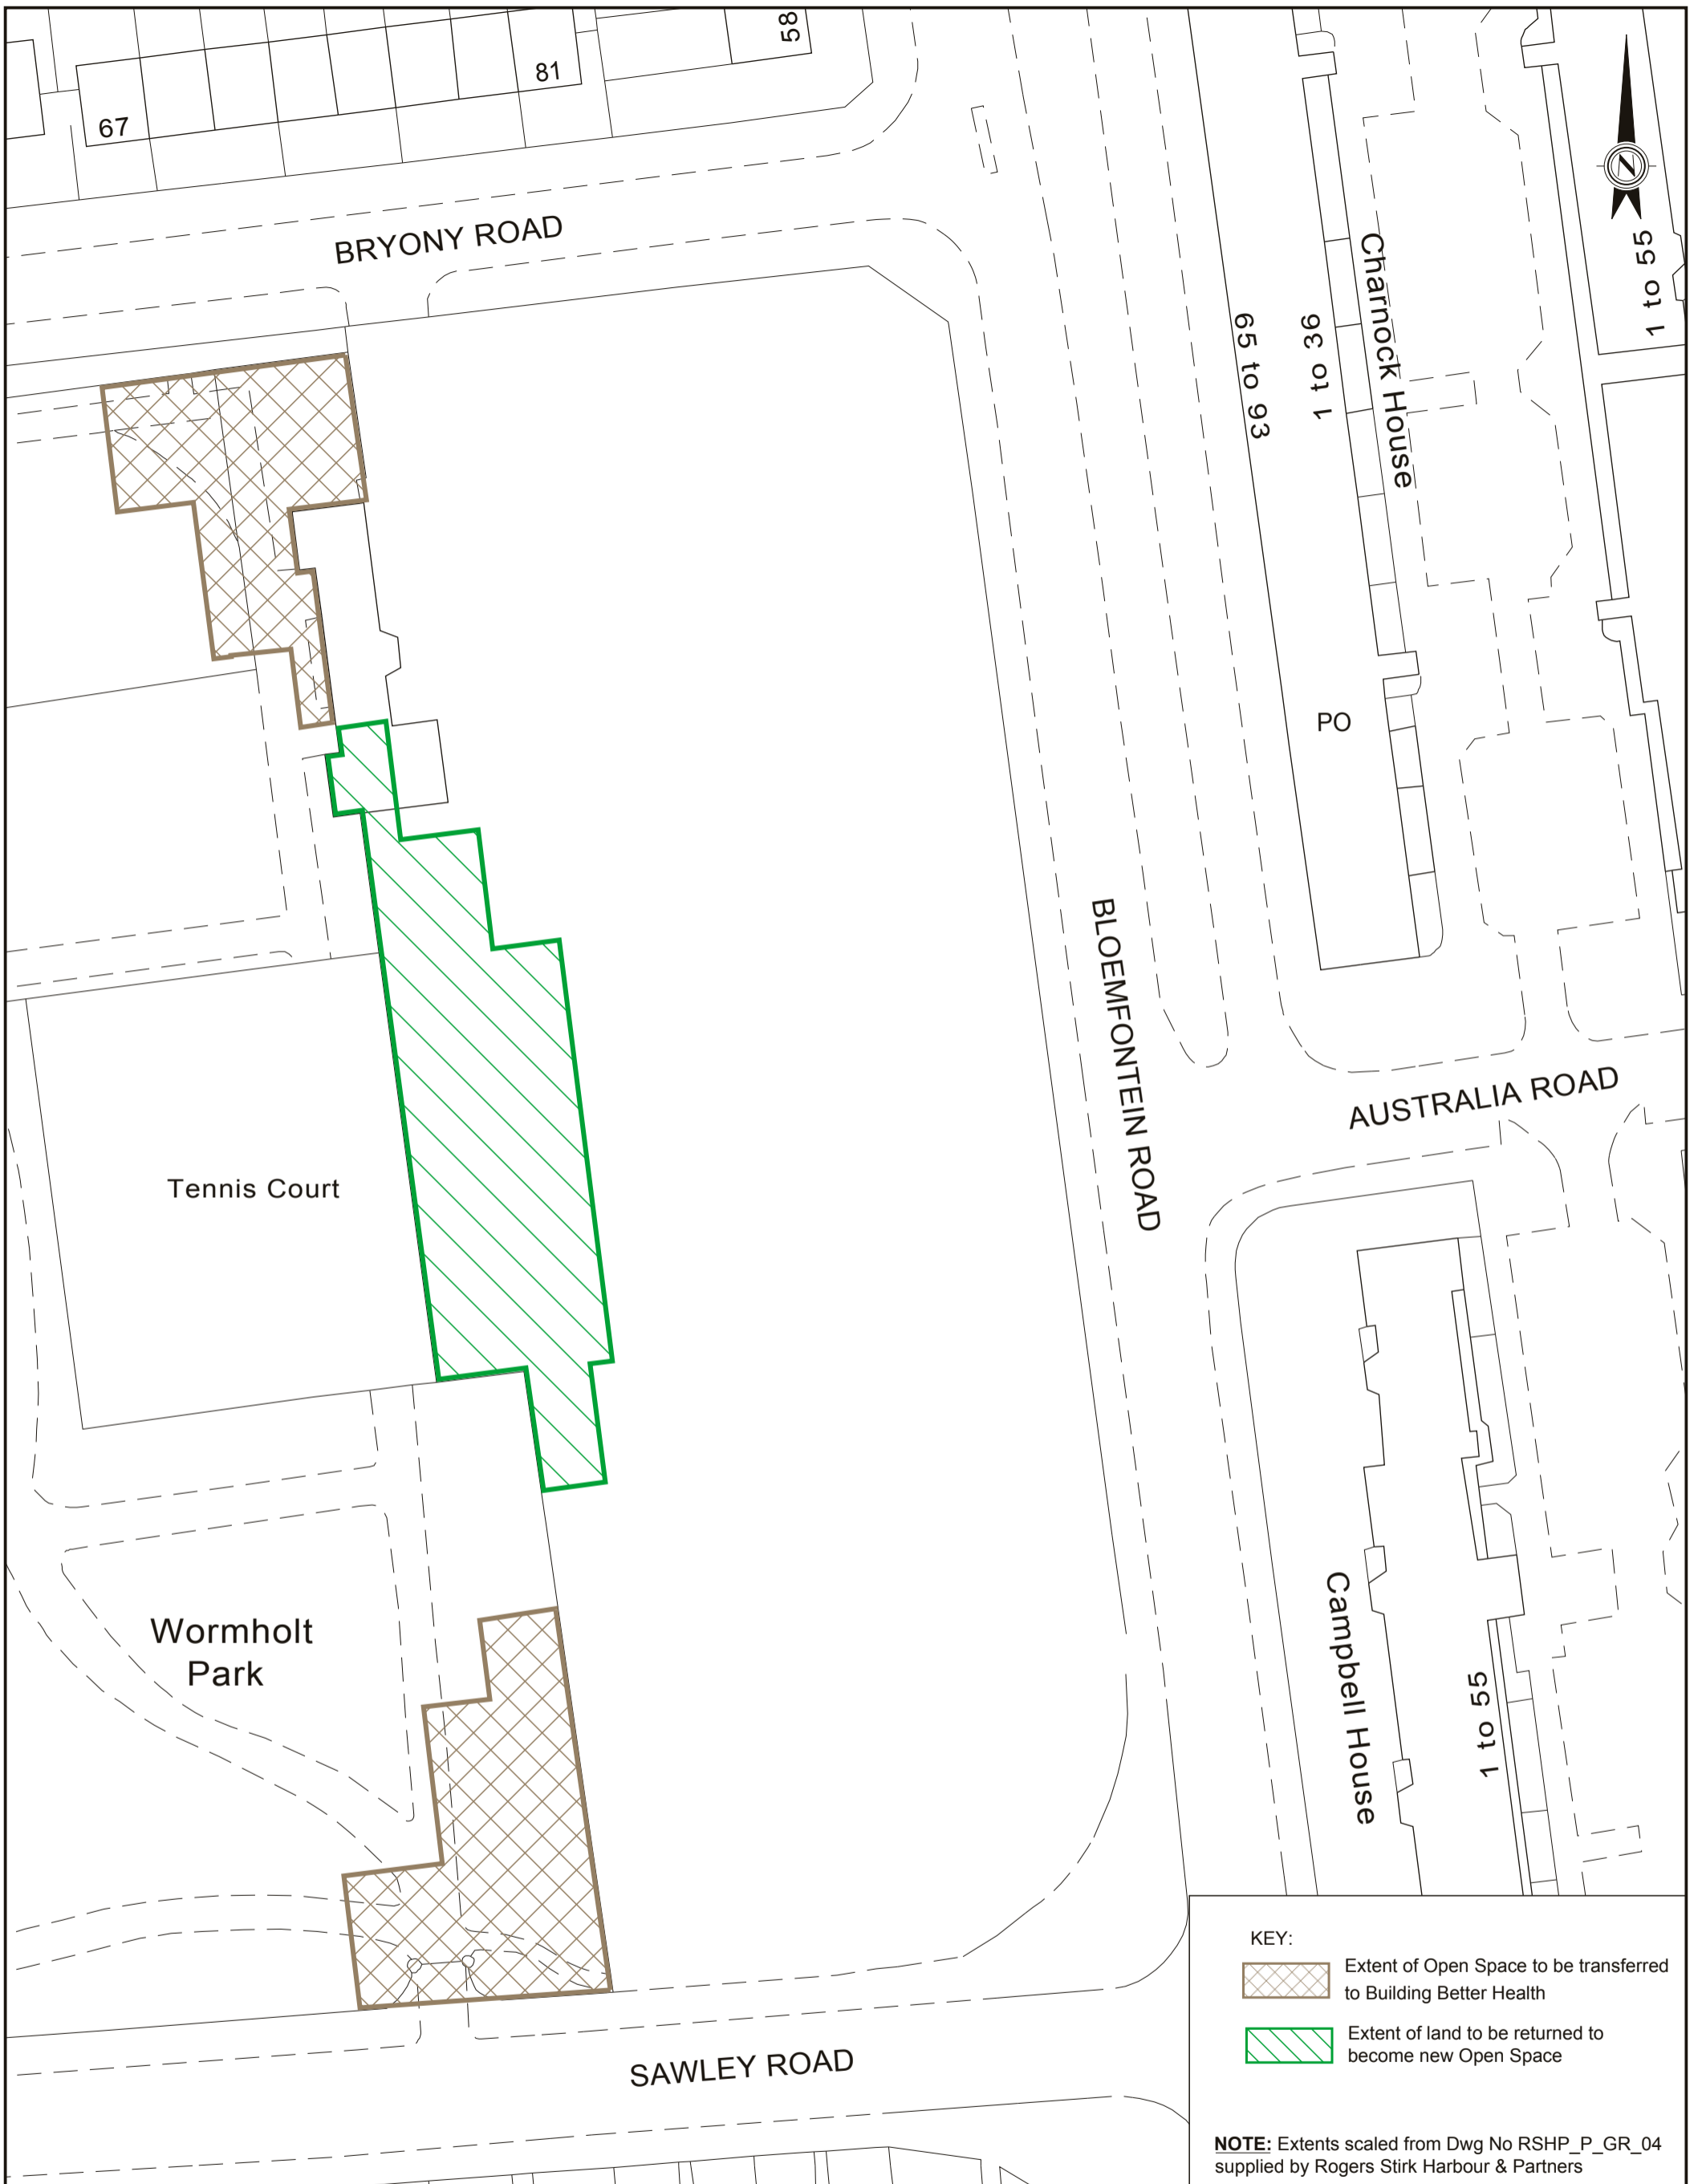 58
81
67
BRYONY ROAD
N
1 to 55
Charnock House
1 to 36
65 to 93
PO
BLOEMFONTEIN ROAD
AUSTRALIA ROAD
Tennis Court
Wormholt
Park
Campbell House
1 to 55
SAWLEY ROAD
KEY:
Extent of Open Space to be transferred
to Building Better Health
Extent of land to be returned to
become new Open Space
NOTE: Extents scaled from Dwg No RSHP_P_GR_04
supplied by Rogers Stirk Harbour & Partners